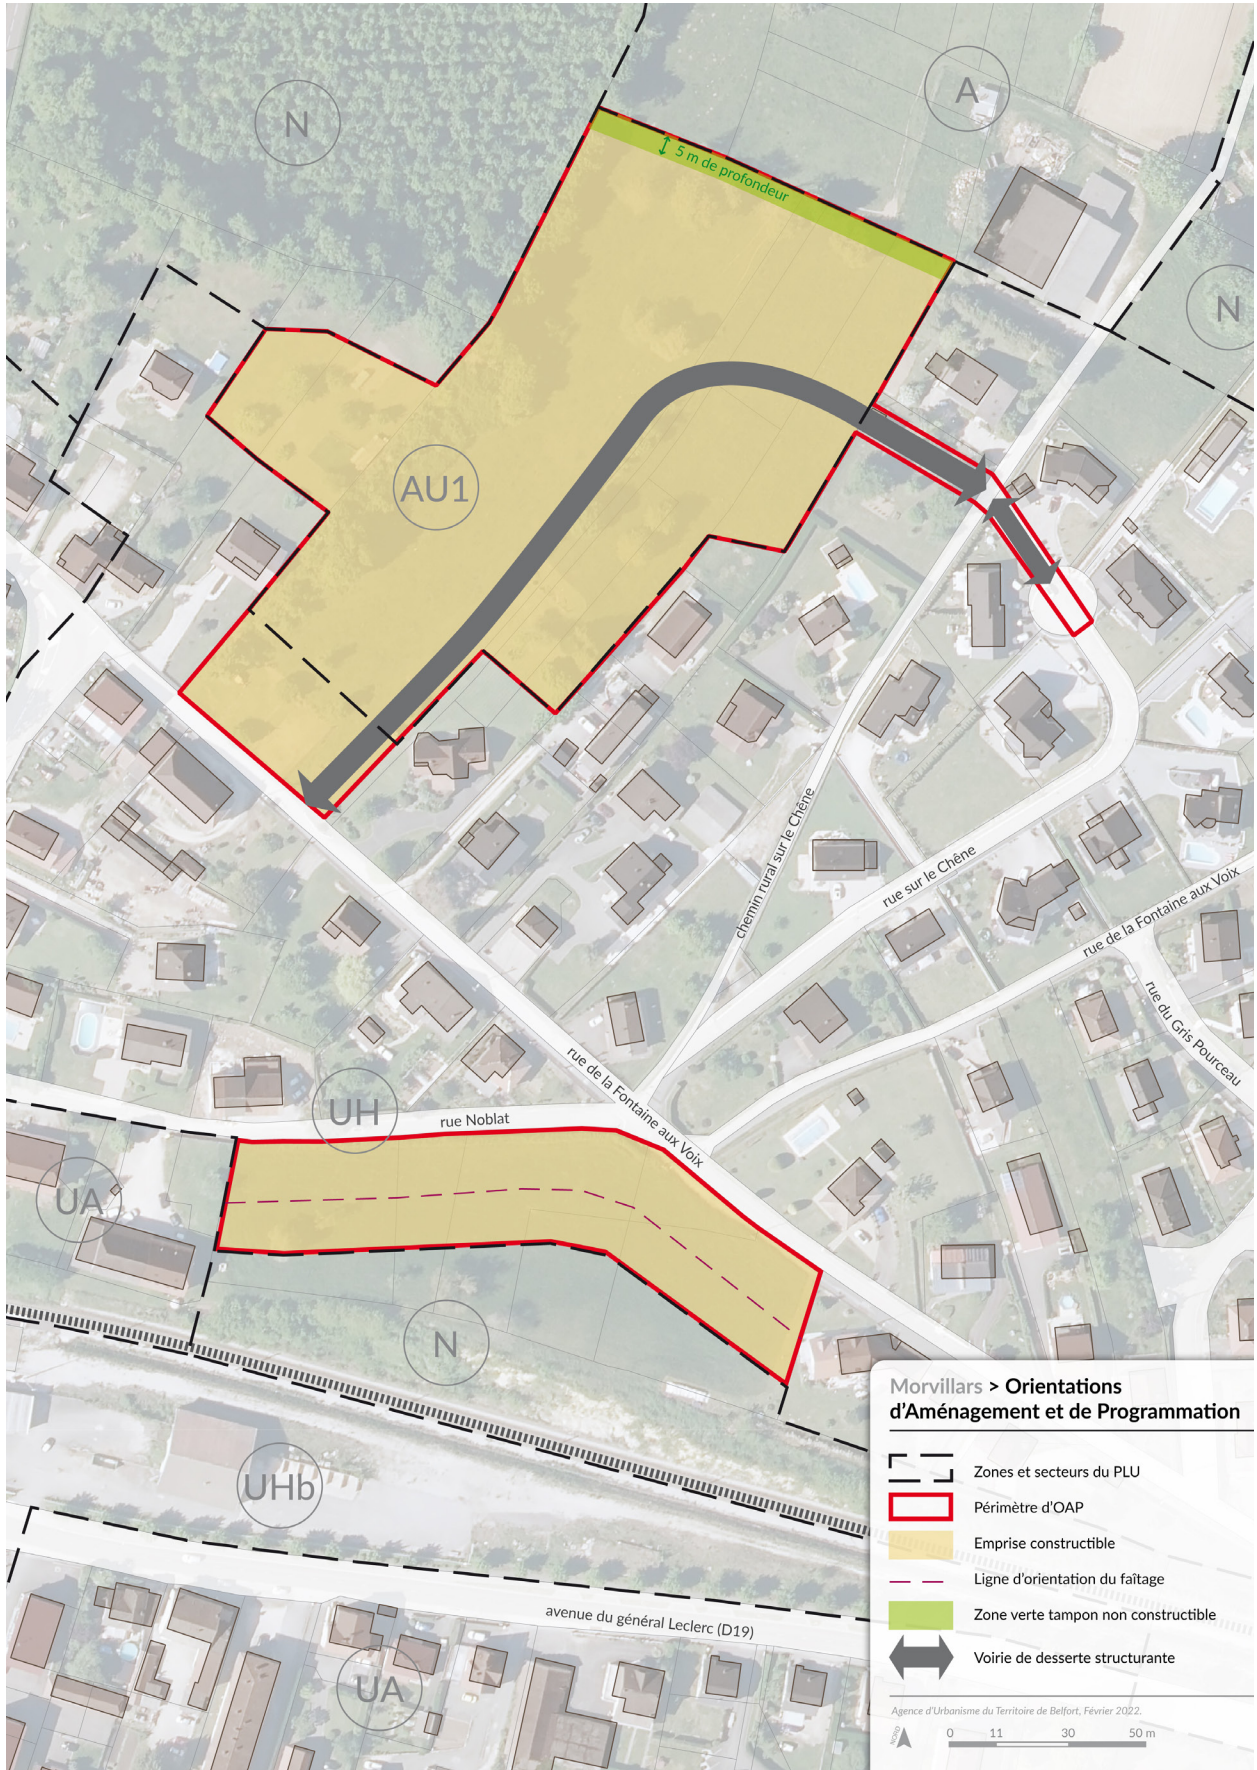 N
A
5 m de profondeur
N
AU1
chemin rural sur le Chêne
rue sur le Chêne
rue de la Fontaine aux Voix
rue du Gris Pourceau
rue de la Fontaine aux Voix
UH
rue Noblat
UA
N
UHb
avenue du général Leclerc (D19)
UA
Morvillars > Orientations
d'Aménagement et de Programmation
Zones et secteurs du PLU
Périmètre d'OAP
Emprise constructible
Ligne d'orientation du faîtage
Zone verte tampon non constructible
Voirie de desserte structurante
Agence d'Urbanisme du Territoire de Belfort, Février 2022.
NORD
0 11 30 50 m